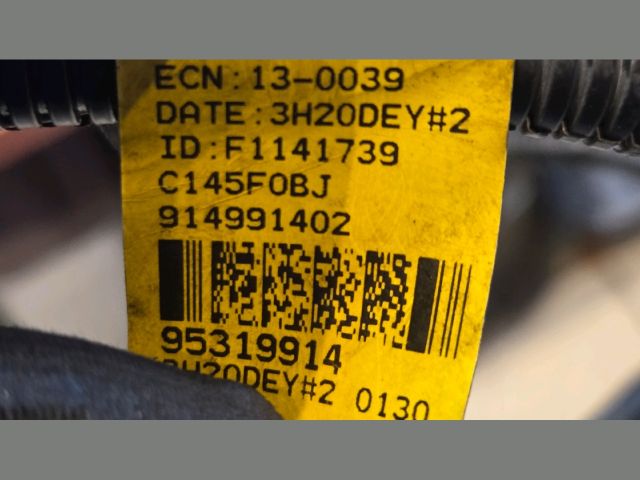 ECN:13-0039
DATE:3H20DEY#2
ID:F1141739
C145F0BJ
914991402
95319914
3H20DEY#2 0130